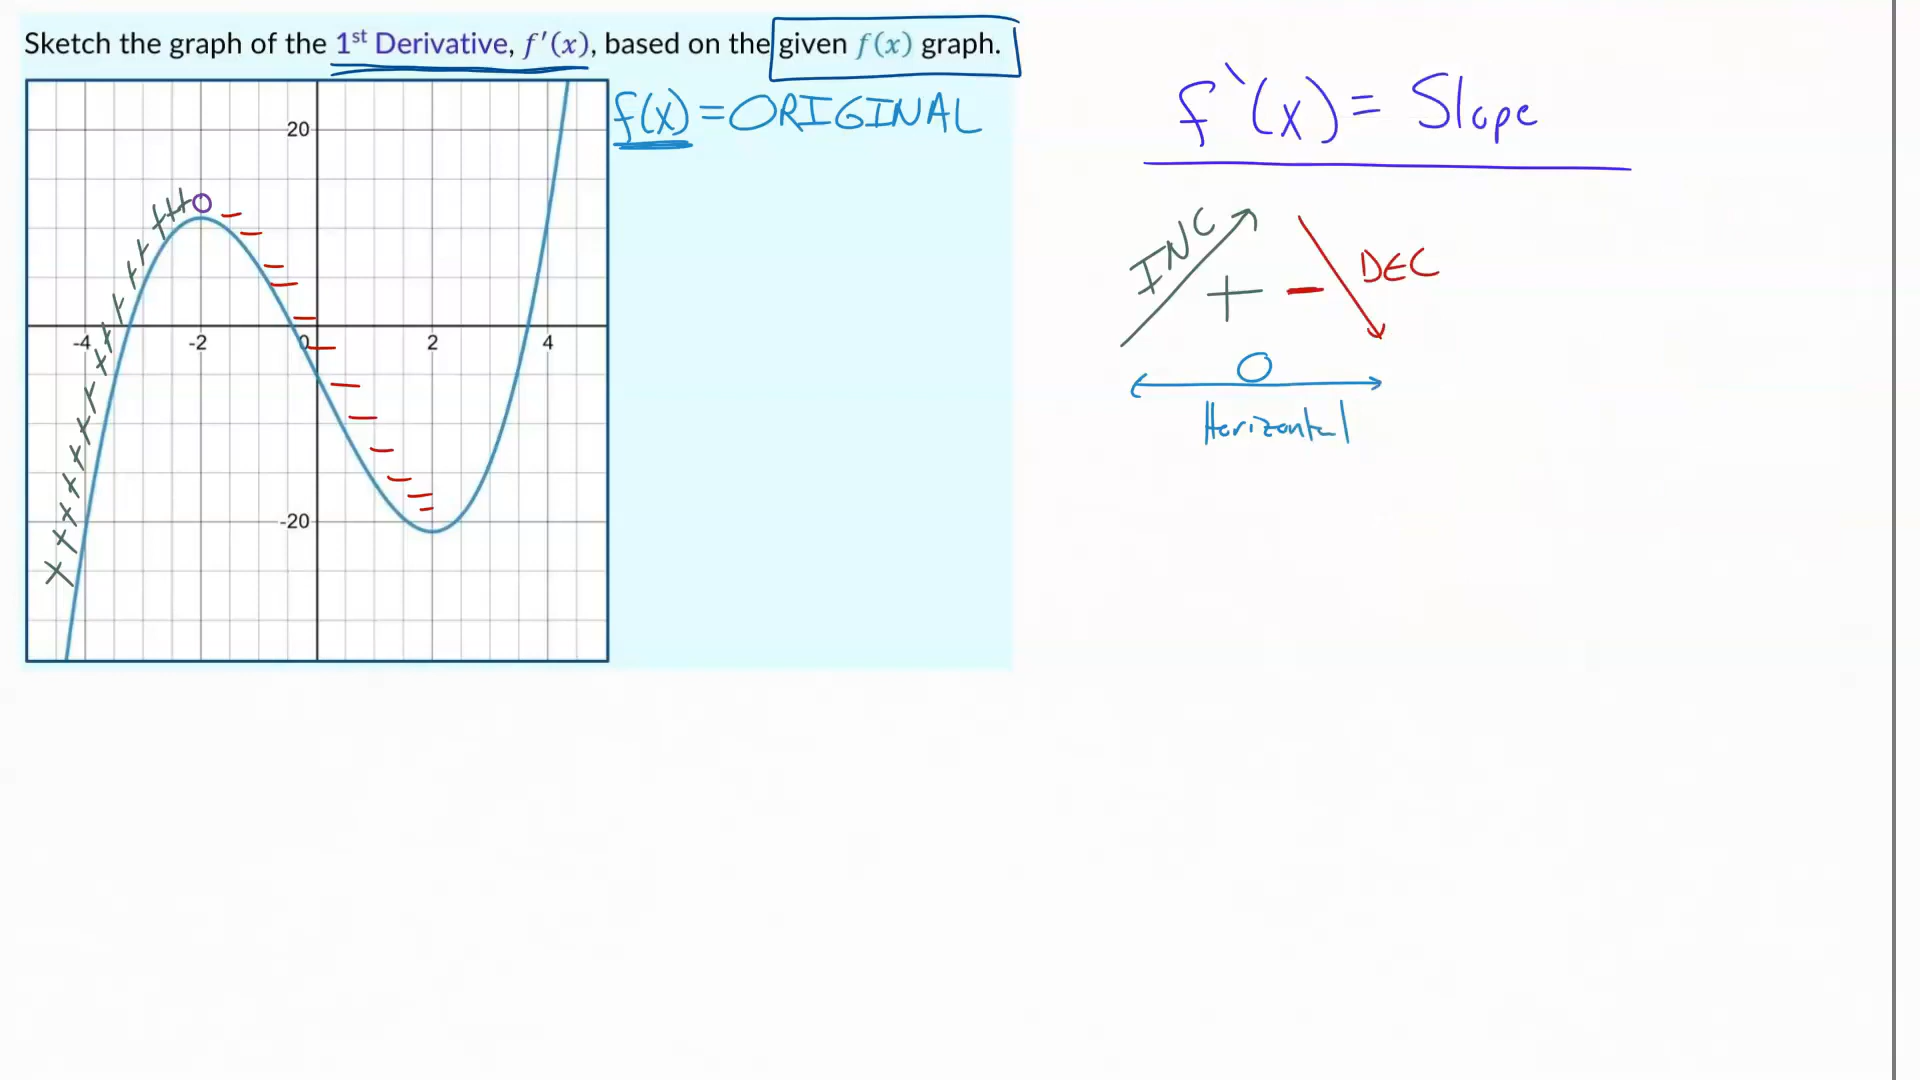 Sketch the graph of the 1st Derivative, f′(x), based on the given f(x) graph.
f(x) = ORIGINAL
f`(x) = Slope
20
-4 -2 0 2 4
-20
INC + - DEC
0
Horizontal